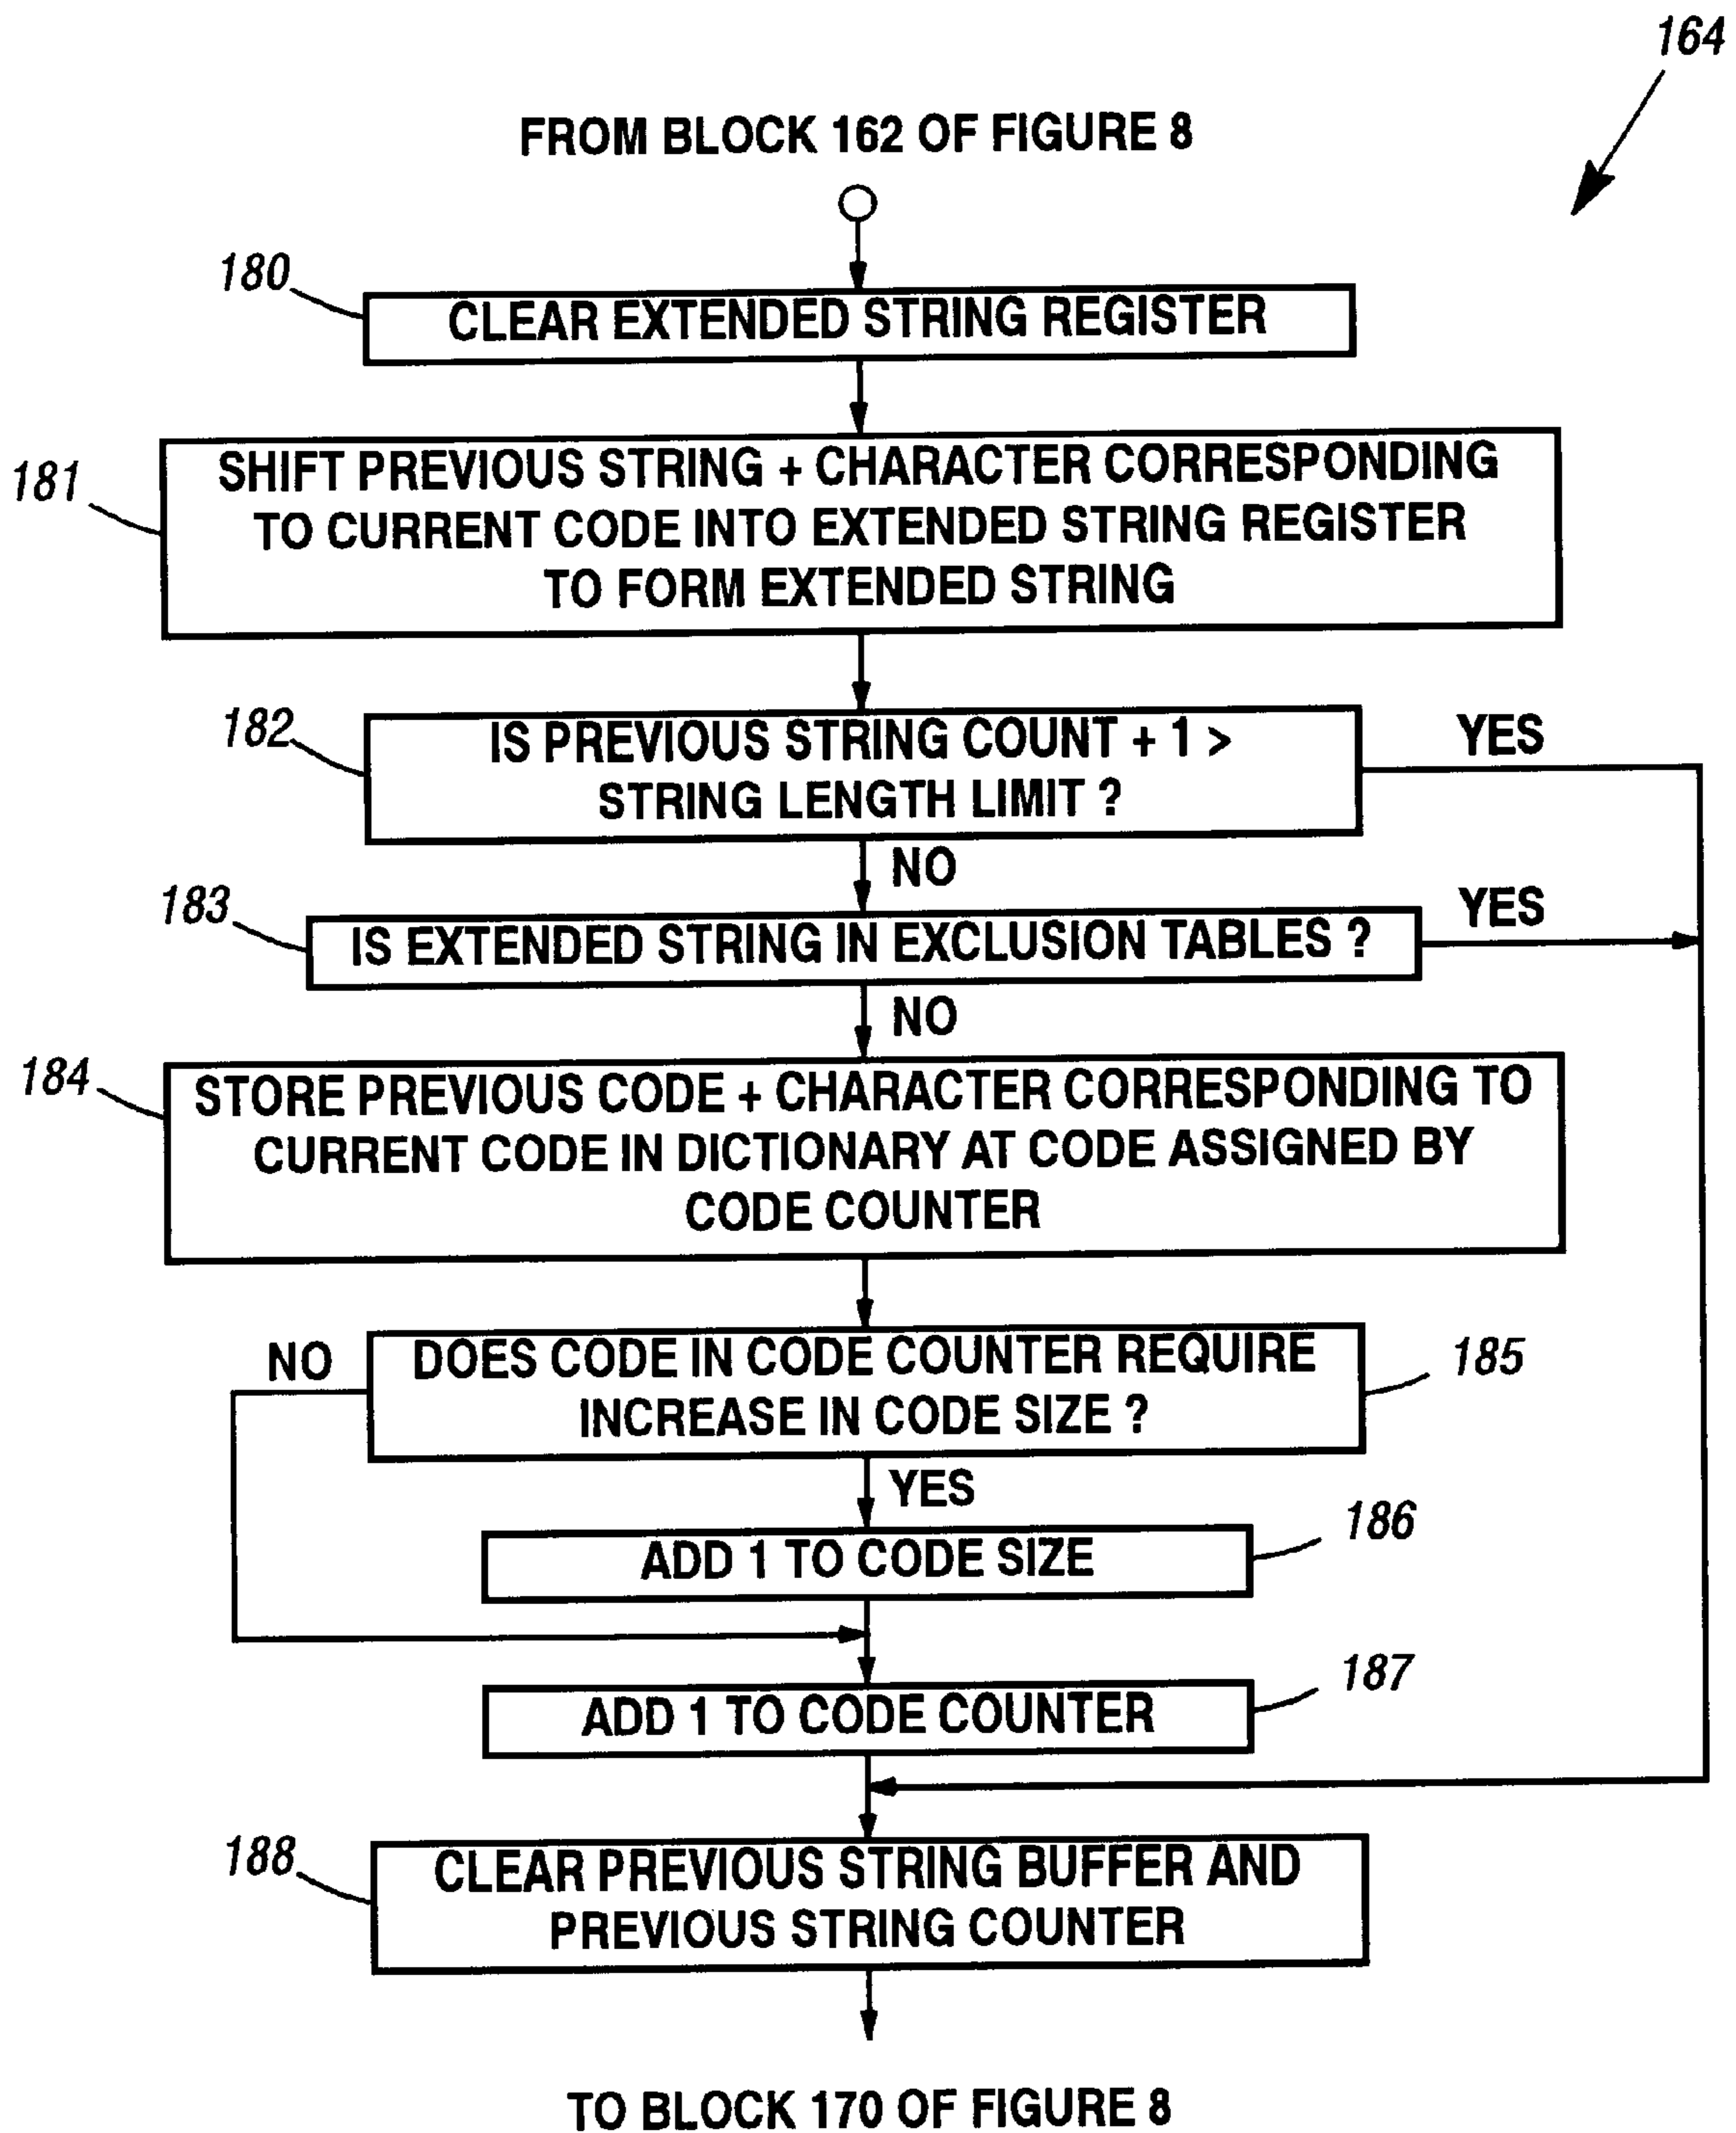 164
FROM BLOCK 162 OF FIGURE 8
180
CLEAR EXTENDED STRING REGISTER
181
SHIFT PREVIOUS STRING + CHARACTER CORRESPONDING
TO CURRENT CODE INTO EXTENDED STRING REGISTER
TO FORM EXTENDED STRING
182
IS PREVIOUS STRING COUNT + 1 >
STRING LENGTH LIMIT ?
YES
NO
183
IS EXTENDED STRING IN EXCLUSION TABLES ?
YES
NO
184
STORE PREVIOUS CODE + CHARACTER CORRESPONDING TO
CURRENT CODE IN DICTIONARY AT CODE ASSIGNED BY
CODE COUNTER
NO
DOES CODE IN CODE COUNTER REQUIRE
INCREASE IN CODE SIZE ?
185
YES
186
ADD 1 TO CODE SIZE
187
ADD 1 TO CODE COUNTER
188
CLEAR PREVIOUS STRING BUFFER AND
PREVIOUS STRING COUNTER
TO BLOCK 170 OF FIGURE 8